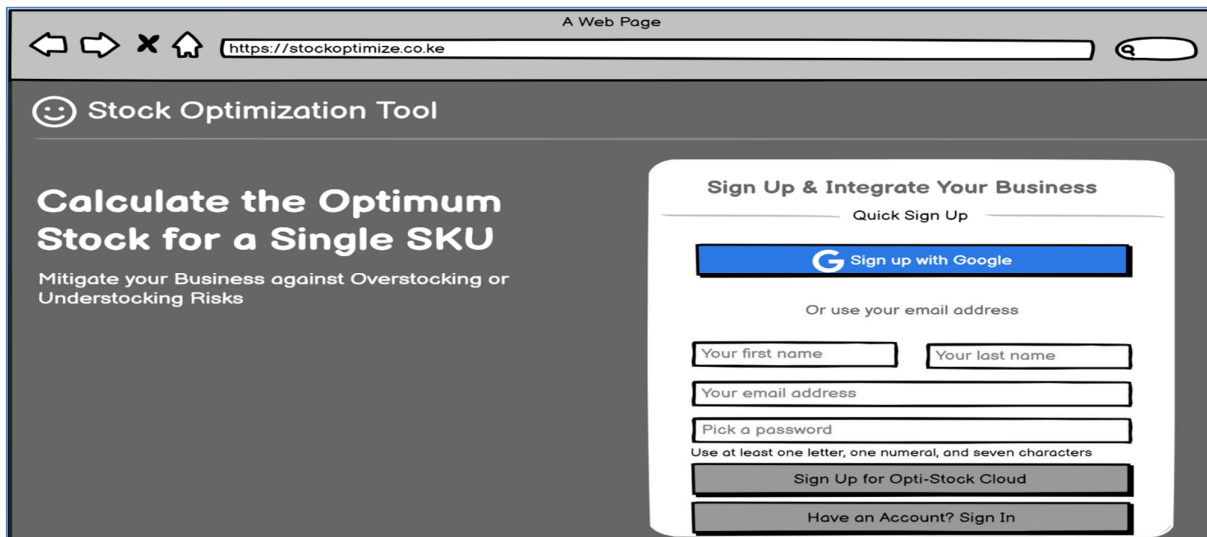 A Web Page
https://stockoptimize.co.ke
Stock Optimization Tool
Calculate the Optimum
Stock for a Single SKU
Mitigate your Business against Overstocking or
Understocking Risks
Sign Up & Integrate Your Business
Quick Sign Up
G Sign up with Google
Or use your email address
Your first name
Your last name
Your email address
Pick a password
Use at least one letter, one numeral, and seven characters
Sign Up for Opti-Stock Cloud
Have an Account? Sign In